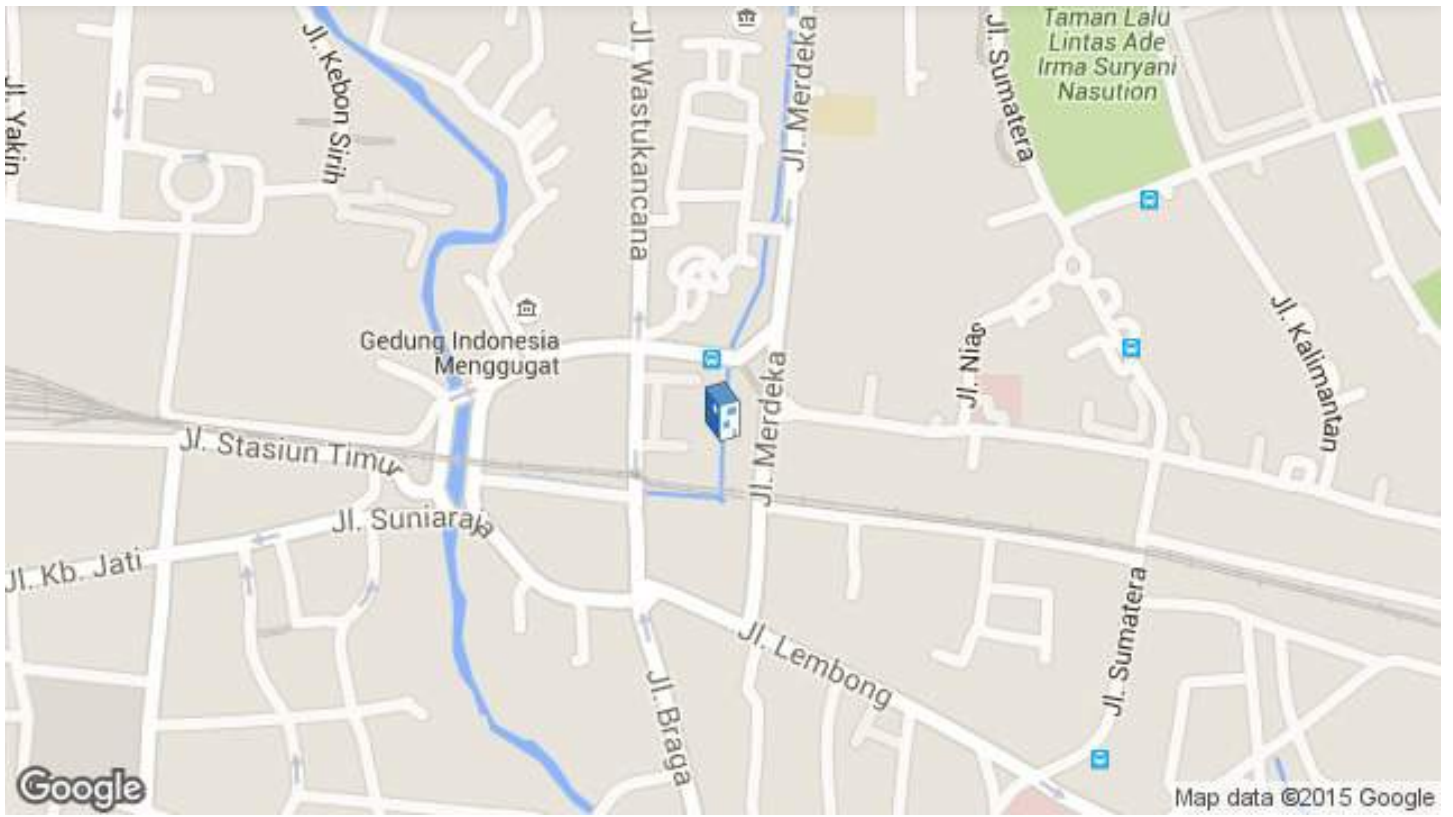 Jl. Yakin
Jl. Kebon Sirih
Jl. Wastukancana
Jl. Merdeka
Jl. Sumatera
Taman Lalu
Lintas Ade
Irma Suryani
Nasution
Gedung Indonesia
Menggugat
Jl. Nias
Jl. Kalimantan
Jl. Merdeka
Jl. Stasiun Timur
Jl. Suniaraja
Jl. Kb. Jati
Jl. Lembong
Jl. Sumatera
Jl. Braga
Google
Map data ©2015 Google